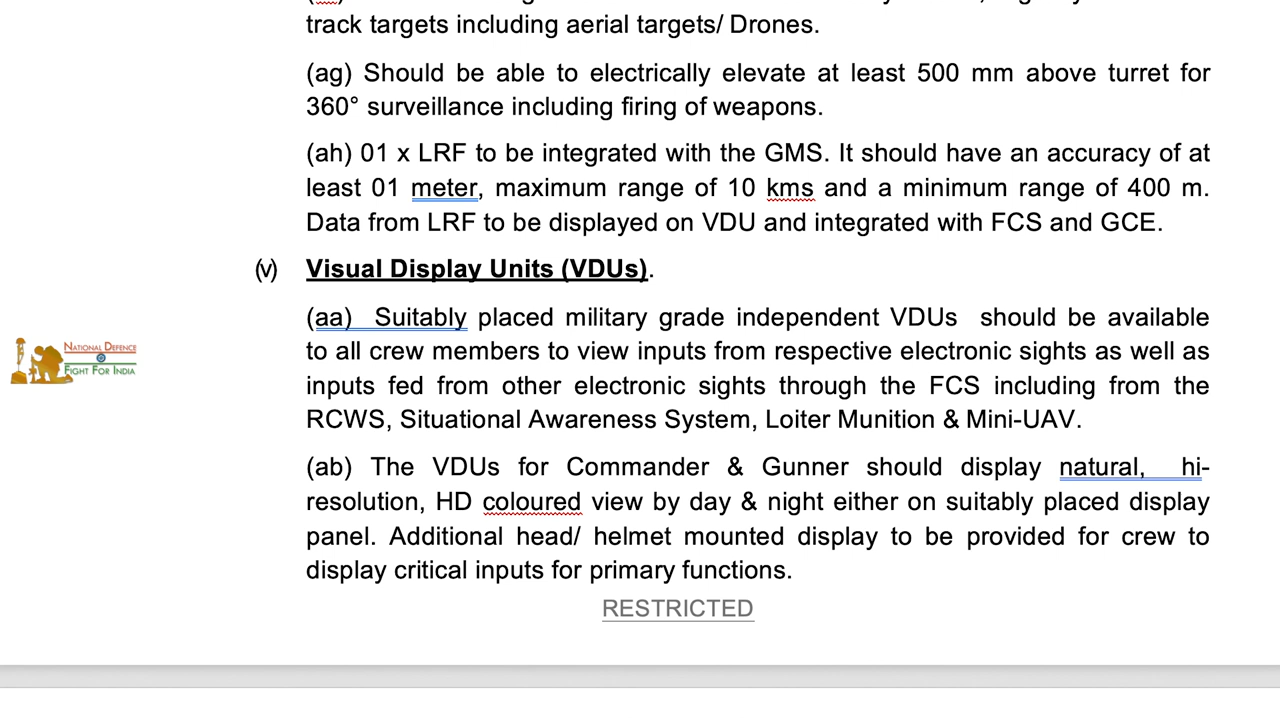 track targets including aerial targets/ Drones.
(ag) Should be able to electrically elevate at least 500 mm above turret for
360° surveillance including firing of weapons.
(ah) 01 x LRF to be integrated with the GMS. It should have an accuracy of at
least 01 meter, maximum range of 10 kms and a minimum range of 400 m.
Data from LRF to be displayed on VDU and integrated with FCS and GCE.
(v) Visual Display Units (VDUs).
(aa) Suitably placed military grade independent VDUs should be available
to all crew members to view inputs from respective electronic sights as well as
inputs fed from other electronic sights through the FCS including from the
RCWS, Situational Awareness System, Loiter Munition & Mini-UAV.
NATIONAL DEFENCE
FIGHT FOR INDIA
(ab) The VDUs for Commander & Gunner should display natural, hi-
resolution, HD coloured view by day & night either on suitably placed display
panel. Additional head/ helmet mounted display to be provided for crew to
display critical inputs for primary functions.
RESTRICTED